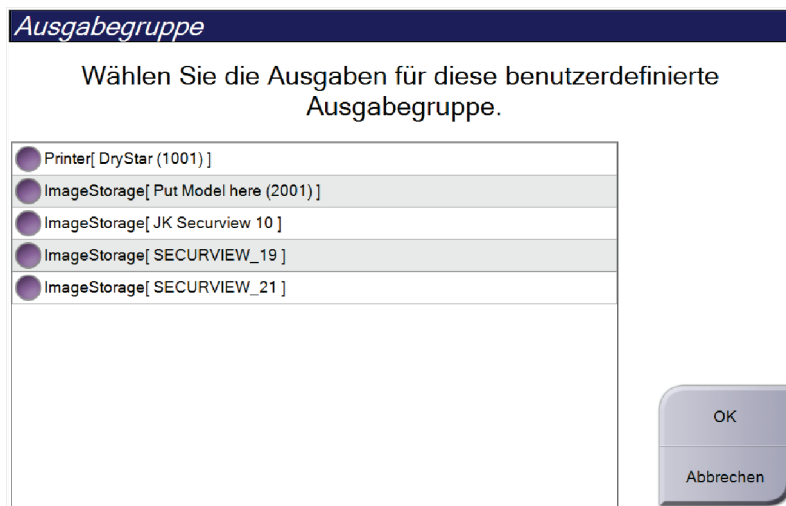 Ausgabegruppe
Wählen Sie die Ausgaben für diese benutzerdefinierte
Ausgabegruppe.
Printer[ DryStar (1001) ]
ImageStorage[ Put Model here (2001) ]
ImageStorage[ JK Securview 10 ]
ImageStorage[ SECURVIEW_19 ]
ImageStorage[ SECURVIEW_21 ]
OK
Abbrechen